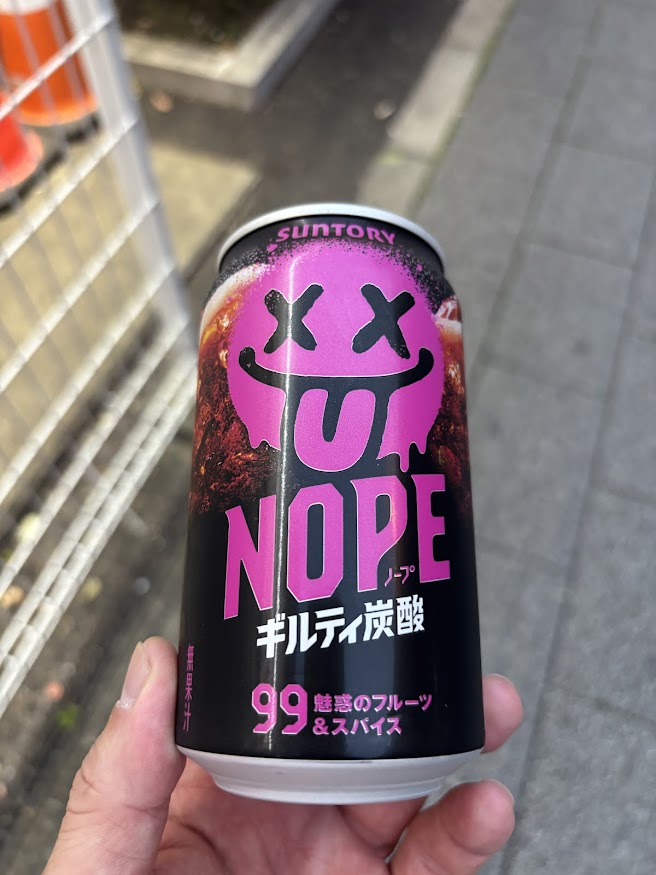 SUNTORY
NOPE
ノープ
ギルティ炭酸
無果汁
99 魅惑のフルーツ
&スパイス